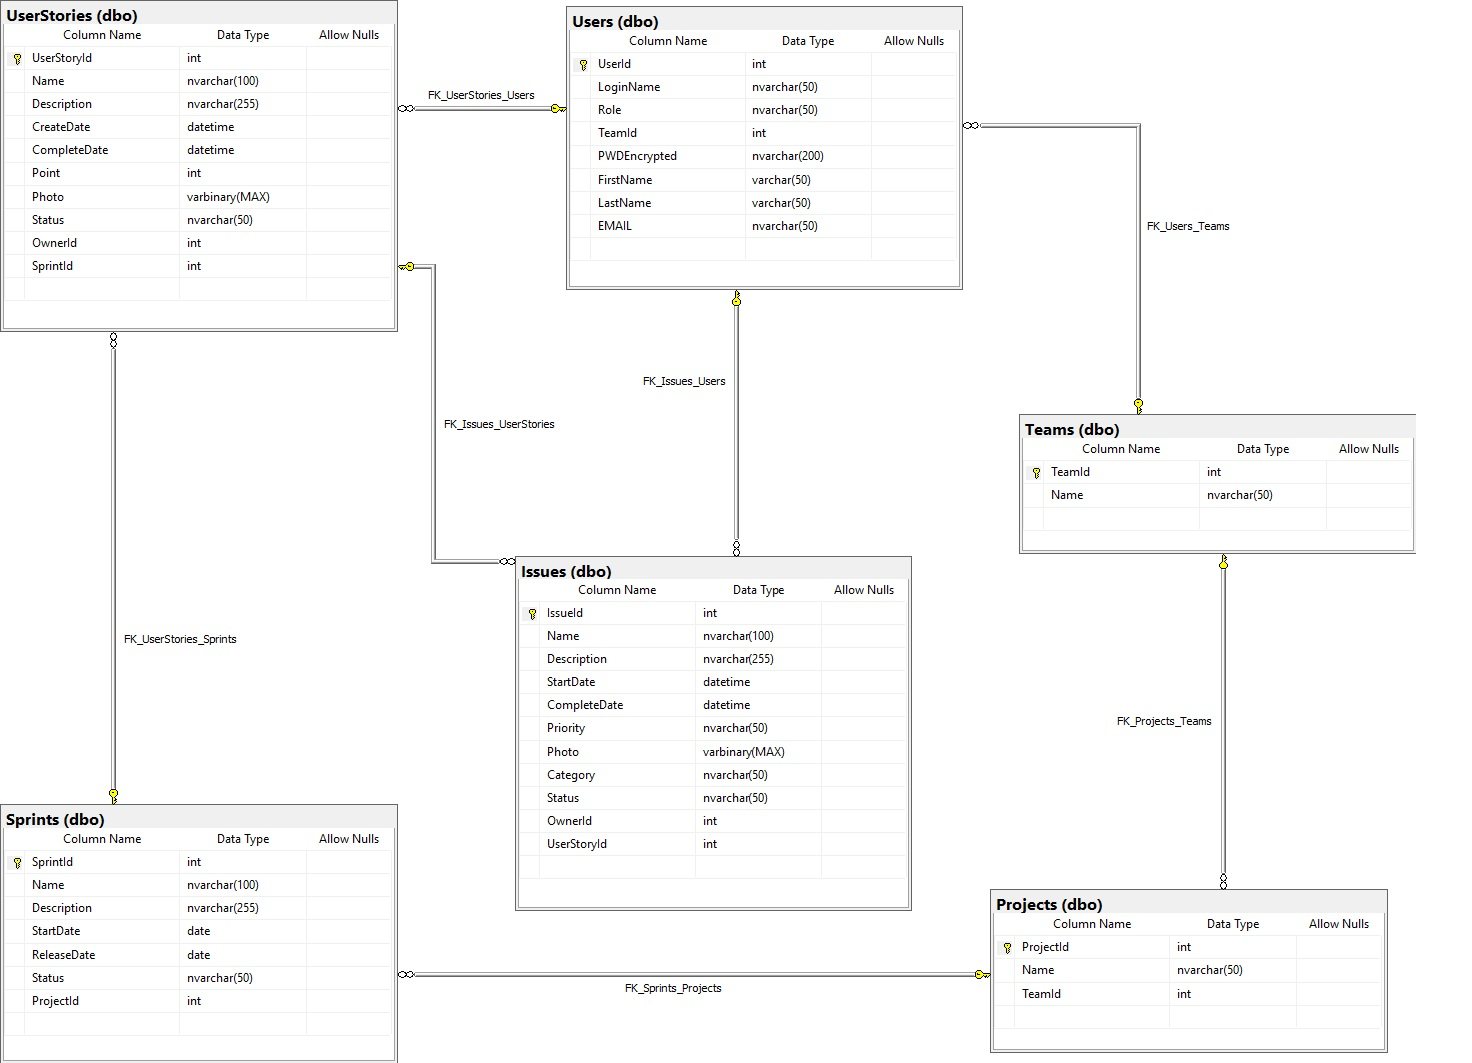 UserStories (dbo)
Column Name Data Type Allow Nulls
UserStoryId int
Name nvarchar(100)
Description nvarchar(255)
CreateDate datetime
CompleteDate datetime
Point int
Photo varbinary(MAX)
Status nvarchar(50)
OwnerId int
SprintId int
FK_UserStories_Users
Users (dbo)
Column Name Data Type Allow Nulls
UserId int
LoginName nvarchar(50)
Role nvarchar(50)
TeamId int
PWDEncrypted nvarchar(200)
FirstName varchar(50)
LastName varchar(50)
EMAIL nvarchar(50)
FK_Users_Teams
FK_Issues_Users
FK_Issues_UserStories
Teams (dbo)
Column Name Data Type Allow Nulls
TeamId int
Name nvarchar(50)
FK_UserStories_Sprints
Issues (dbo)
Column Name Data Type Allow Nulls
IssueId int
Name nvarchar(100)
Description nvarchar(255)
StartDate datetime
CompleteDate datetime
Priority nvarchar(50)
Photo varbinary(MAX)
Category nvarchar(50)
Status nvarchar(50)
OwnerId int
UserStoryId int
FK_Projects_Teams
Sprints (dbo)
Column Name Data Type Allow Nulls
SprintId int
Name nvarchar(100)
Description nvarchar(255)
StartDate date
ReleaseDate date
Status nvarchar(50)
ProjectId int
FK_Sprints_Projects
Projects (dbo)
Column Name Data Type Allow Nulls
ProjectId int
Name nvarchar(50)
TeamId int